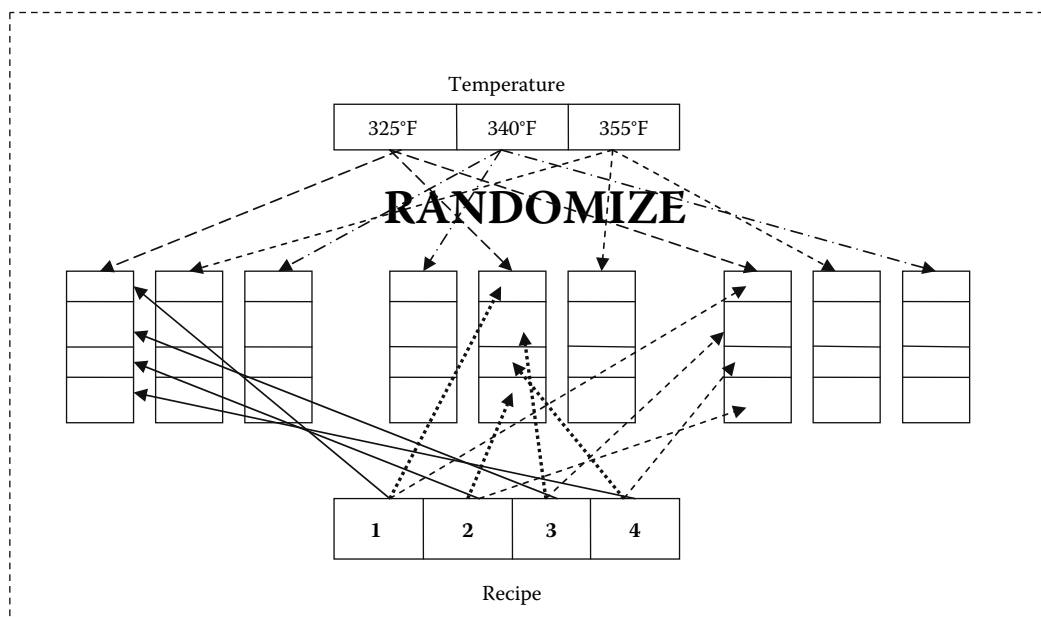 Temperature
325°F 340°F 355°F
RANDOMIZE
1 2 3 4
Recipe